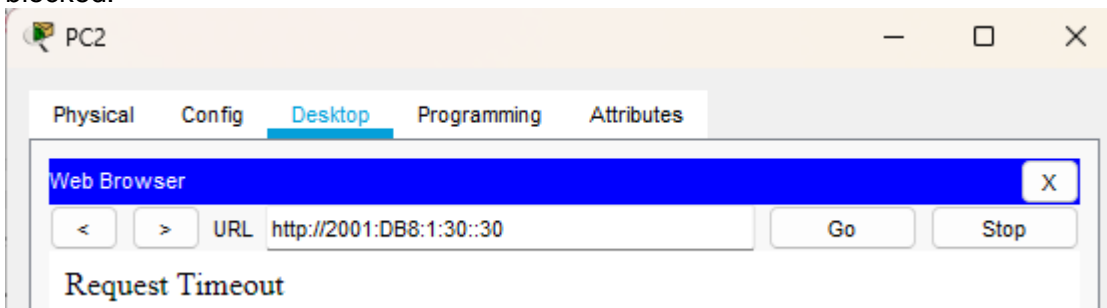 blocked.
PC2
Physical Config Desktop Programming Attributes
Web Browser X
< > URL http://2001:DB8:1:30::30 Go Stop
Request Timeout